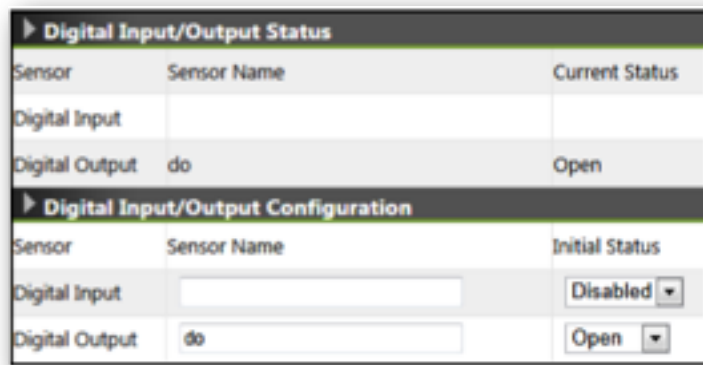 Digital Input/Output Status
Sensor Sensor Name Current Status
Digital Input
Digital Output do Open
Digital Input/Output Configuration
Sensor Sensor Name Initial Status
Digital Input Disabled
Digital Output do Open